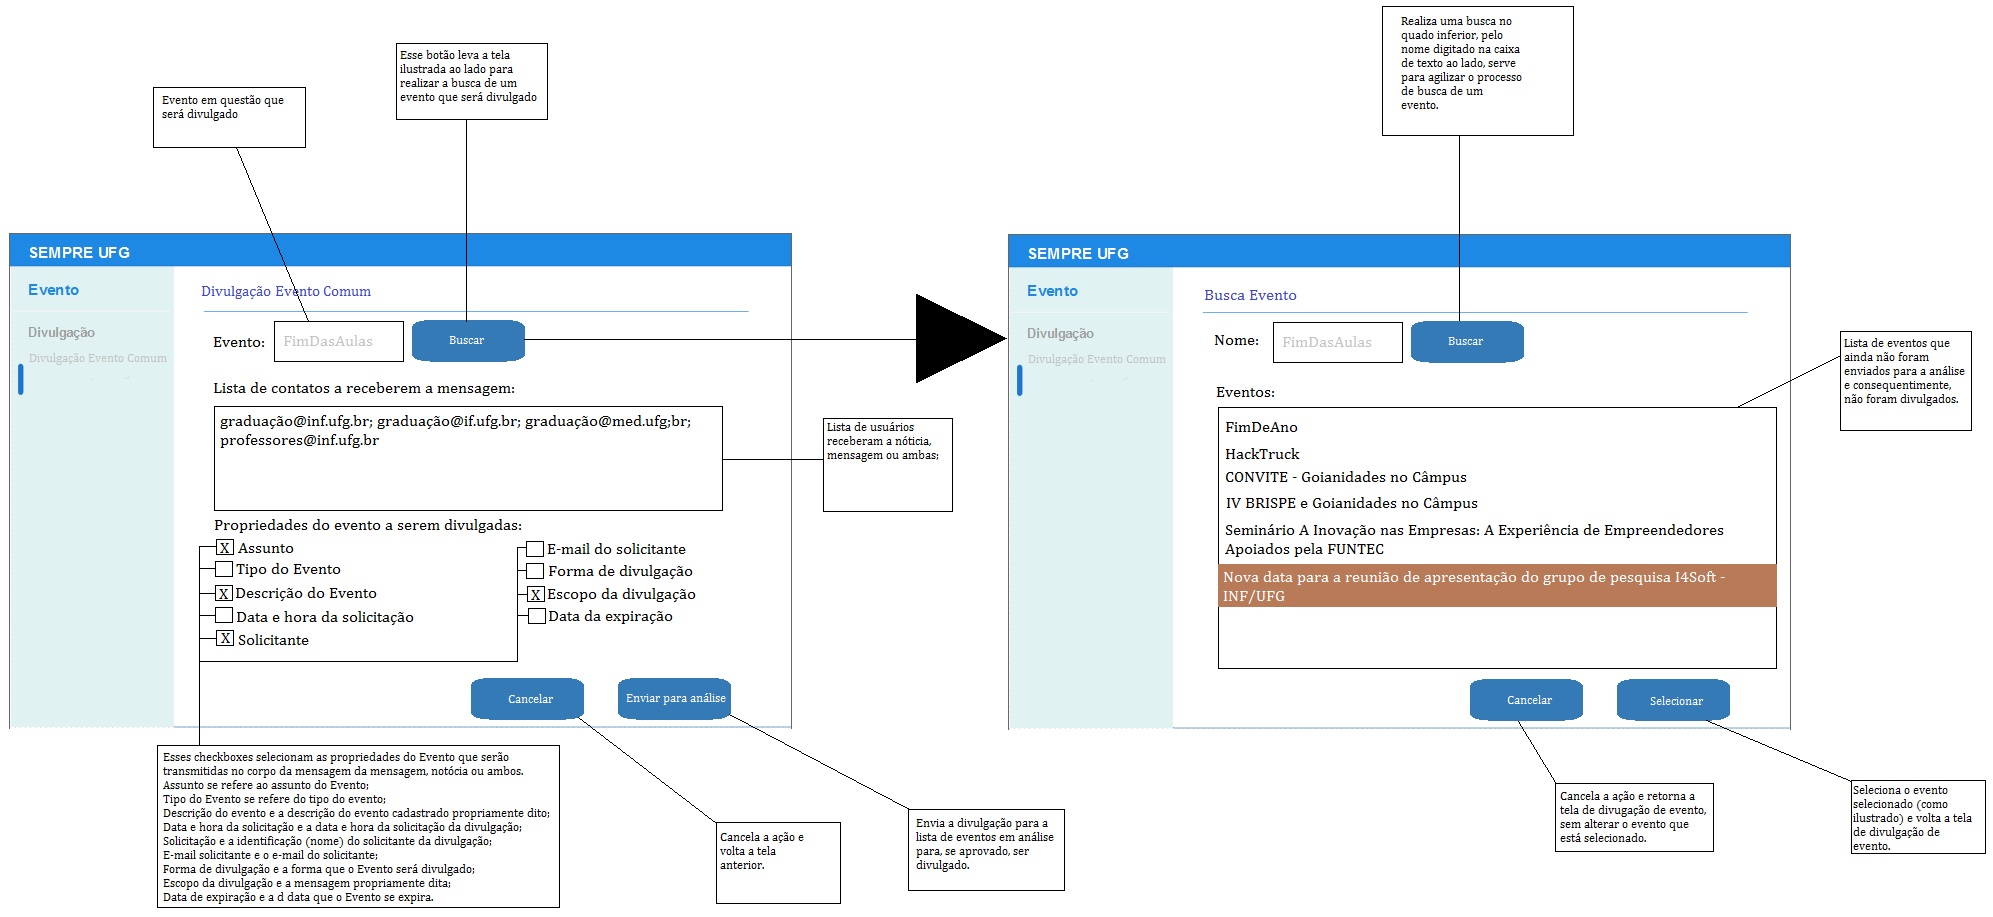 Realiza uma busca no
quado inferior, pelo
nome digitado na caixa
de texto ao lado, serve
para agilizar o processo
de busca de um
evento.
Esse botão leva a tela
ilustrada ao lado para
realizar a busca de um
evento que será divulgado
Evento em questão que
será divulgado
SEMPRE UFG
Evento
Divulgação
Divulgação Evento Comum
Divulgação Evento Comum
Evento:
FimDasAulas
Buscar
Lista de contatos a receberem a mensagem:
graduação@inf.ufg.br; graduação@if.ufg.br; graduação@med.ufg;br;
professores@inf.ufg.br
Lista de usuários
receberam a nóticia,
mensagem ou ambas;
Propriedades do evento a serem divulgadas:
X Assunto
Tipo do Evento
X Descrição do Evento
Data e hora da solicitação
X Solicitante
E-mail do solicitante
Forma de divulgação
X Escopo da divulgação
Data da expiração
Cancelar
Enviar para análise
SEMPRE UFG
Evento
Divulgação
Divulgação Evento Comum
Busca Evento
Nome:
FimDasAulas
Buscar
Eventos:
FimDeAno
HackTruck
CONVITE - Goianidades no Câmpus
IV BRISPE e Goianidades no Câmpus
Seminário A Inovação nas Empresas: A Experiência de Empreendedores
Apoiados pela FUNTEC
Nova data para a reunião de apresentação do grupo de pesquisa I4Soft -
INF/UFG
Cancelar
Selecionar
Lista de eventos que
ainda não foram
enviados para a análise
e consequentimente,
não foram divulgados.
Esses checkboxes selecionam as propriedades do Evento que serão
transmitidas no corpo da mensagem da mensagem, notócia ou ambos.
Assunto se refere ao assunto do Evento;
Tipo do Evento se refere do tipo do evento;
Descrição do evento e a descrição do evento cadastrado propriamente dito;
Data e hora da solicitação e a data e hora da solicitação da divulgação;
Solicitação e a identificação (nome) do solicitante da divulgação;
E-mail solicitante e o e-mail do solicitante;
Forma de divulgação e a forma que o Evento será divulgado;
Escopo da divulgação e a mensagem propriamente dita;
Data de expiração e a d data que o Evento se expira.
Cancela a ação e
volta a tela
anterior.
Envia a divulgação para a
lista de eventos em análise
para, se aprovado, ser
divulgado.
Cancela a ação e retorna a
tela de divugação de evento,
sem alterar o evento que
está selecionado.
Seleciona o evento
selecionado (como
ilustrado) e volta a tela
de divulgação de
evento.